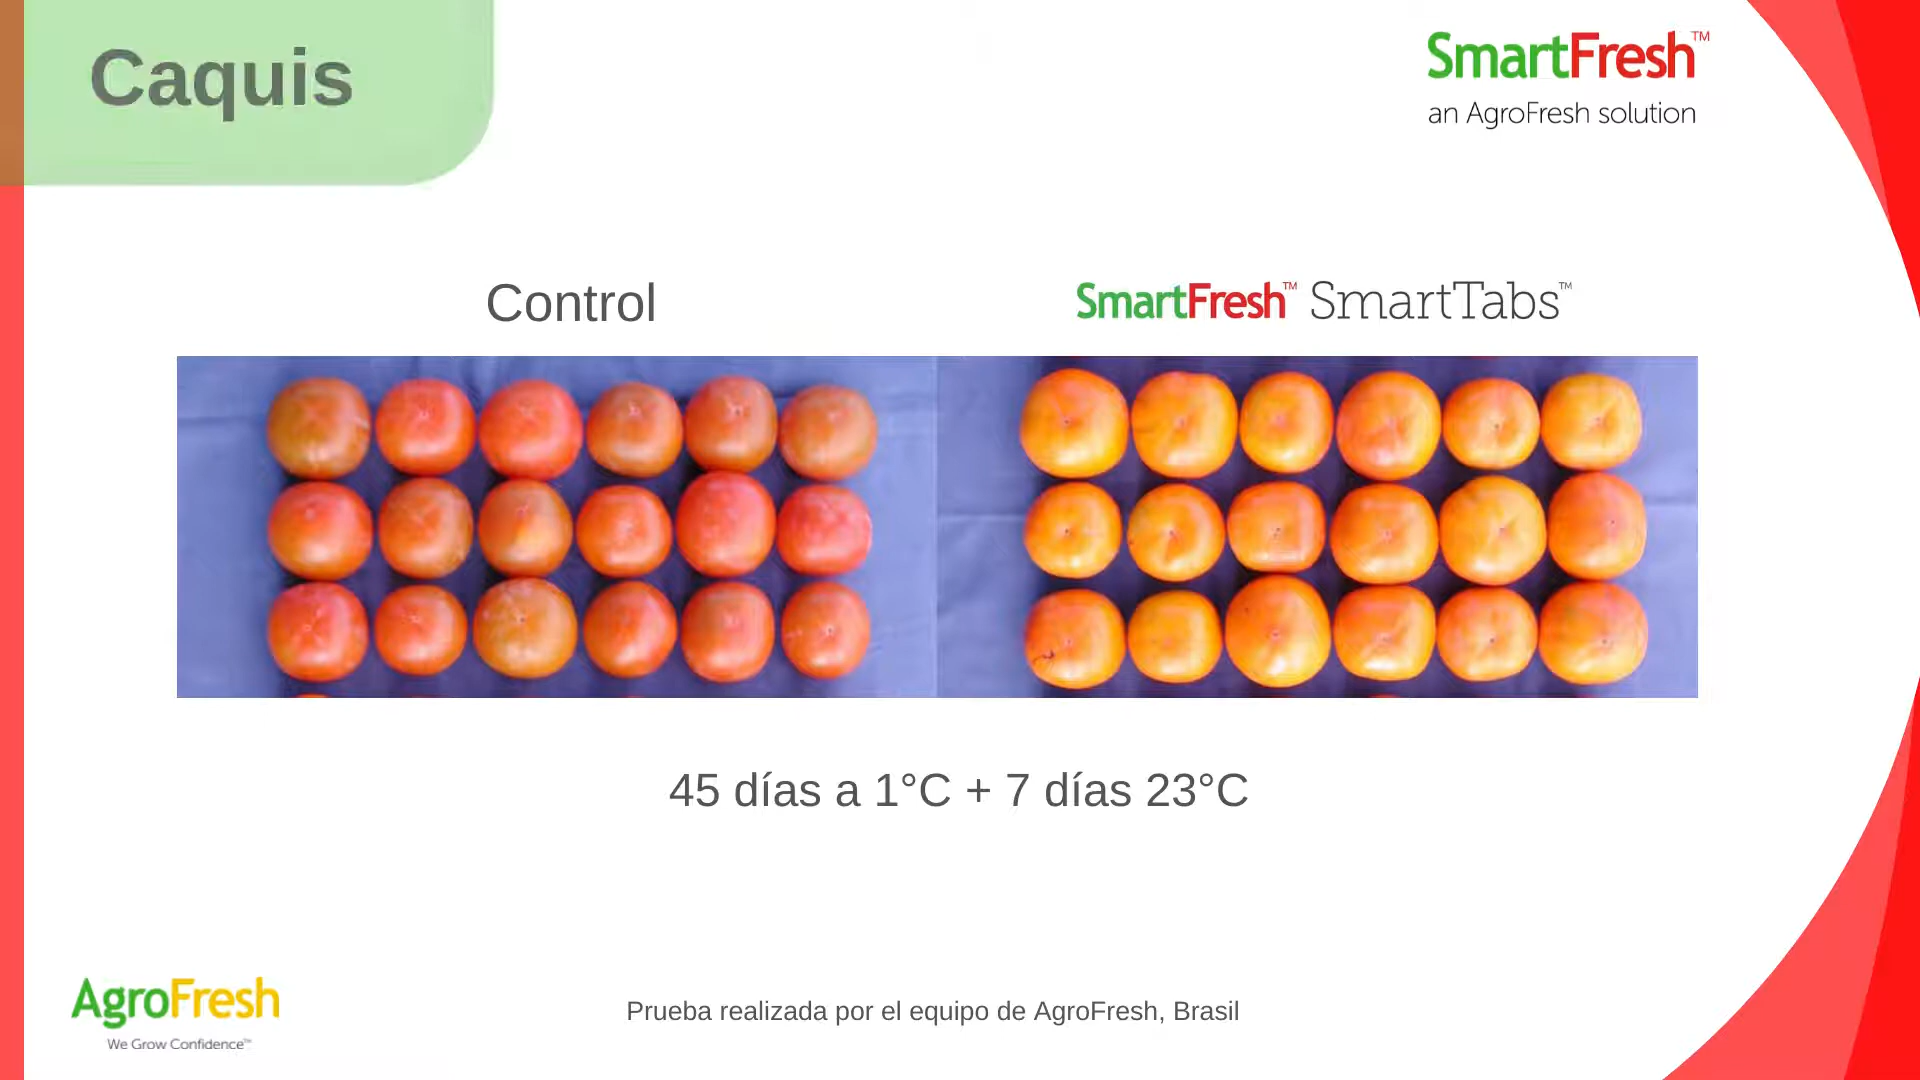 Caquis
SmartFresh™
an AgroFresh solution
Control
SmartFresh™ SmartTabs™
45 días a 1°C + 7 días 23°C
AgroFresh
We Grow Confidence™
Prueba realizada por el equipo de AgroFresh, Brasil